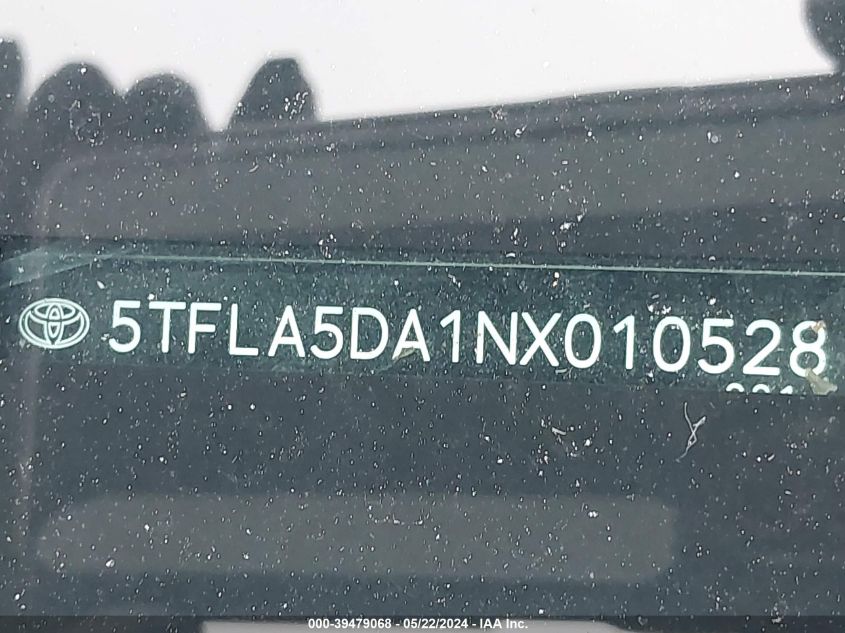 5TFLA5DA1NX010528
000-39479068 - 05/22/2024 - IAA Inc.